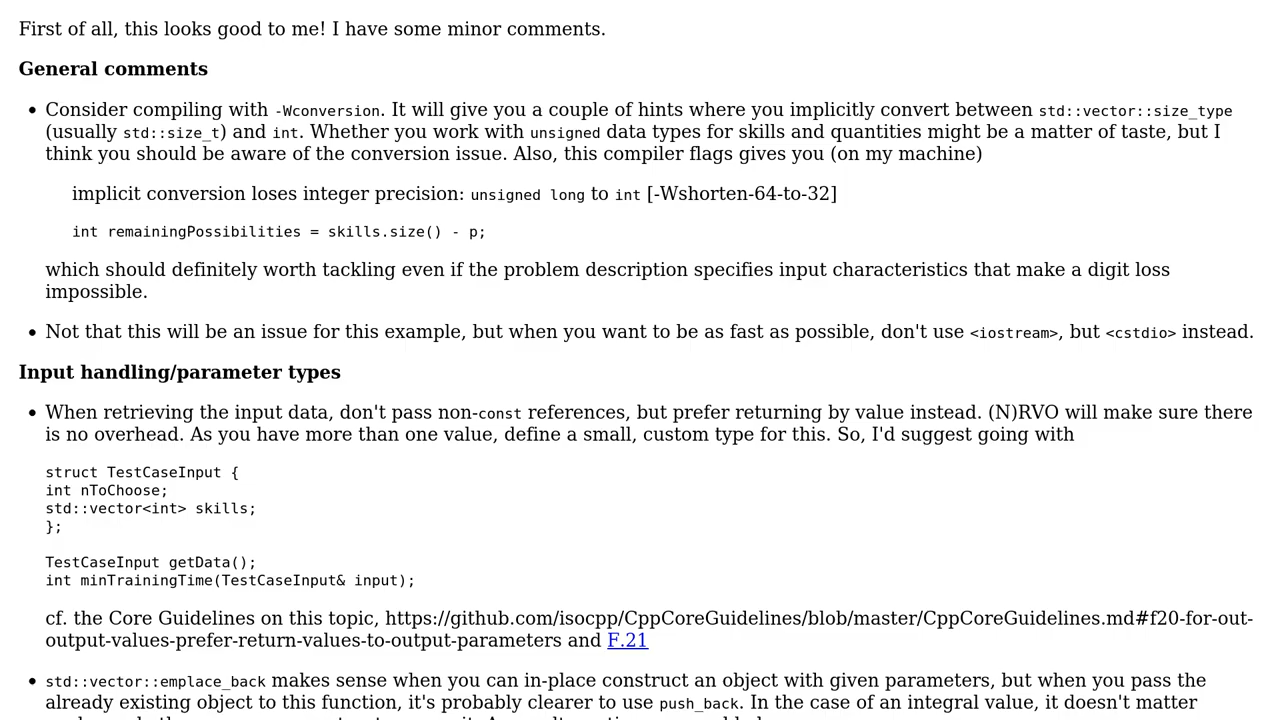 First of all, this looks good to me! I have some minor comments.
General comments
• Consider compiling with -Wconversion. It will give you a couple of hints where you implicitly convert between std::vector::size_type
(usually std::size_t) and int. Whether you work with unsigned data types for skills and quantities might be a matter of taste, but I
think you should be aware of the conversion issue. Also, this compiler flags gives you (on my machine)
implicit conversion loses integer precision: unsigned long to int [-Wshorten-64-to-32]
int remainingPossibilities = skills.size() - p;
which should definitely worth tackling even if the problem description specifies input characteristics that make a digit loss
impossible.
• Not that this will be an issue for this example, but when you want to be as fast as possible, don't use <iostream>, but <cstdio> instead.
Input handling/parameter types
• When retrieving the input data, don't pass non-const references, but prefer returning by value instead. (N)RVO will make sure there
is no overhead. As you have more than one value, define a small, custom type for this. So, I'd suggest going with
struct TestCaseInput {
int nToChoose;
std::vector<int> skills;
};
TestCaseInput getData();
int minTrainingTime(TestCaseInput& input);
cf. the Core Guidelines on this topic, https://github.com/isocpp/CppCoreGuidelines/blob/master/CppCoreGuidelines.md#f20-for-out-
output-values-prefer-return-values-to-output-parameters and F.21
• std::vector::emplace_back makes sense when you can in-place construct an object with given parameters, but when you pass the
already existing object to this function, it's probably clearer to use push_back. In the case of an integral value, it doesn't matter